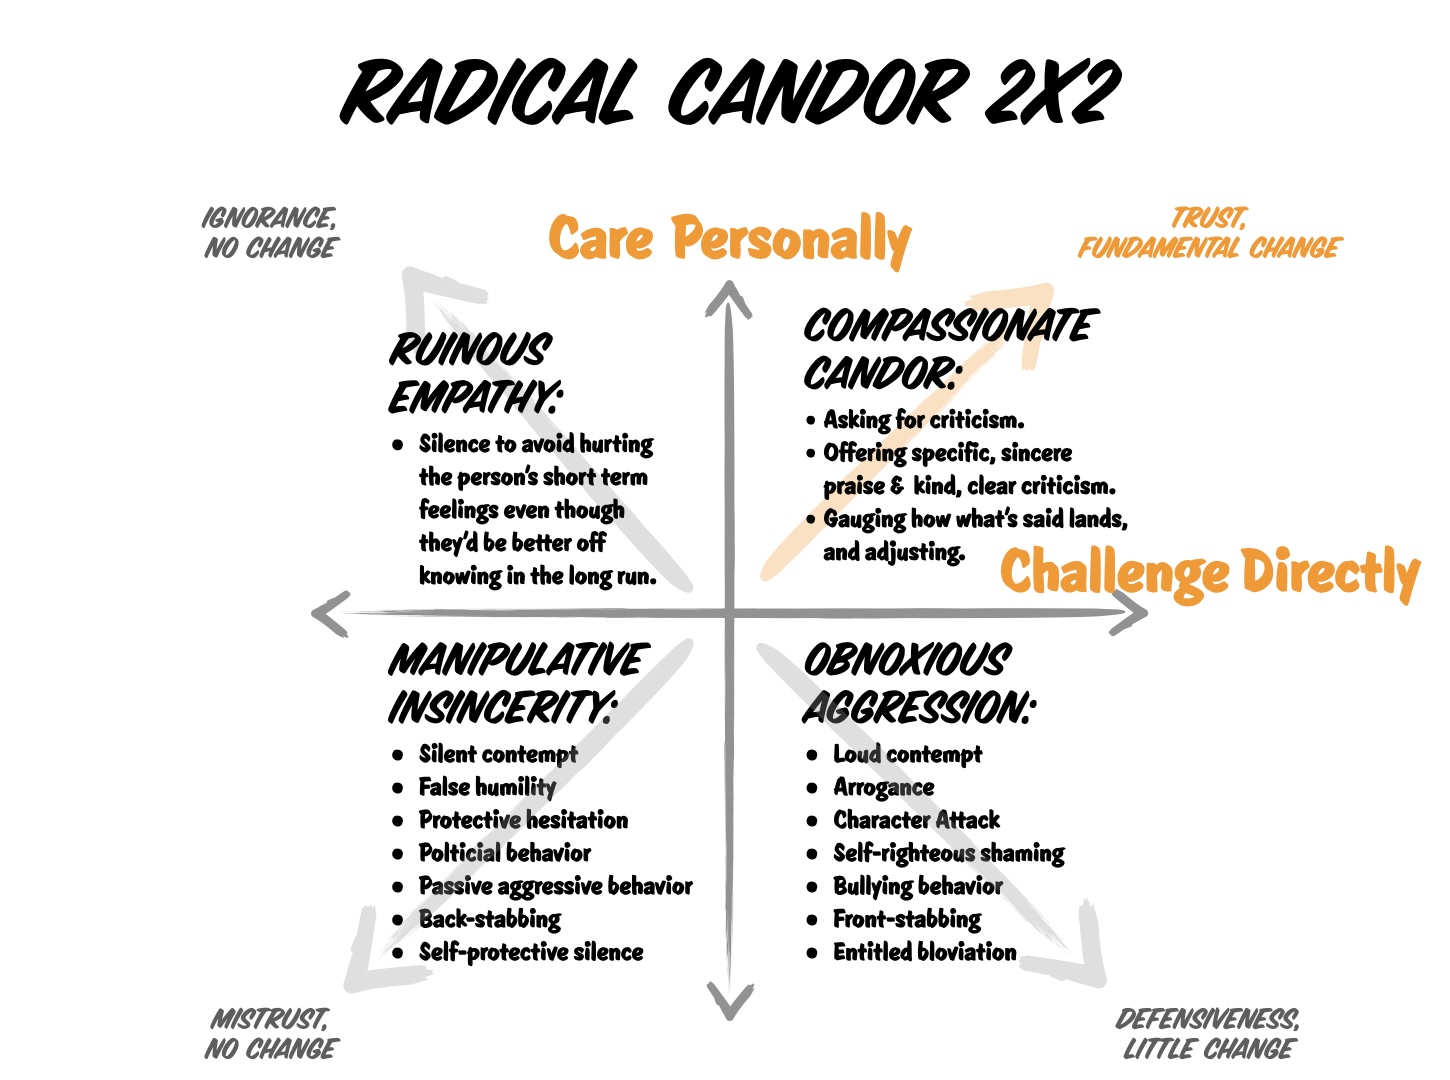 RADICAL CANDOR 2X2
IGNORANCE,
NO CHANGE
Care Personally
TRUST,
FUNDAMENTAL CHANGE
RUINOUS
EMPATHY:
• Silence to avoid hurting
the person's short term
feelings even though
they'd be better off
knowing in the long run.
COMPASSIONATE
CANDOR:
• Asking for criticism.
• Offering specific, sincere
praise & kind, clear criticism.
• Gauging how what's said lands,
and adjusting.
Challenge Directly
MANIPULATIVE
INSINCERITY:
• Silent contempt
• False humility
• Protective hesitation
• Polticial behavior
• Passive aggressive behavior
• Back-stabbing
• Self-protective silence
OBNOXIOUS
AGGRESSION:
• Loud contempt
• Arrogance
• Character Attack
• Self-righteous shaming
• Bullying behavior
• Front-stabbing
• Entitled bloviation
MISTRUST,
NO CHANGE
DEFENSIVENESS,
LITTLE CHANGE